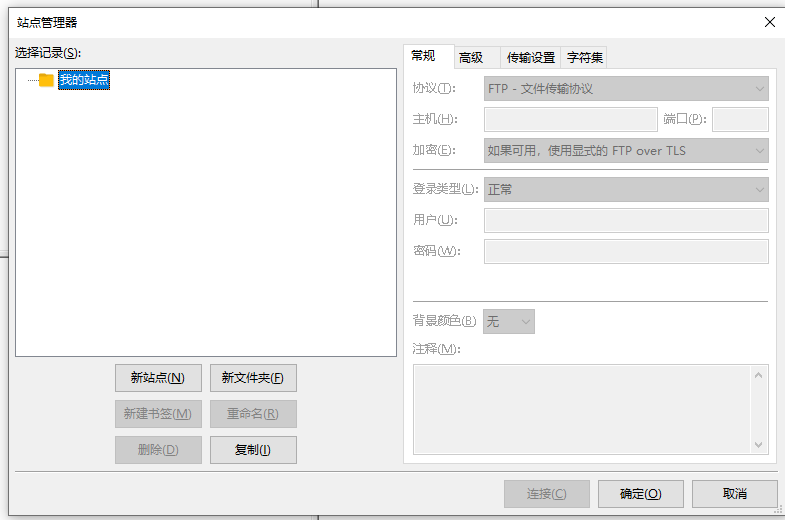 站点管理器
选择记录(S):
我的站点
新站点(N)
新文件夹(F)
新建书签(M)
重命名(R)
删除(D)
复制(I)
常规
高级
传输设置
字符集
协议(T):
FTP - 文件传输协议
主机(H):
端口(P):
加密(E):
如果可用，使用显式的 FTP over TLS
登录类型(L):
正常
用户(U):
密码(W):
背景颜色(B)
无
注释(M):
连接(C)
确定(O)
取消